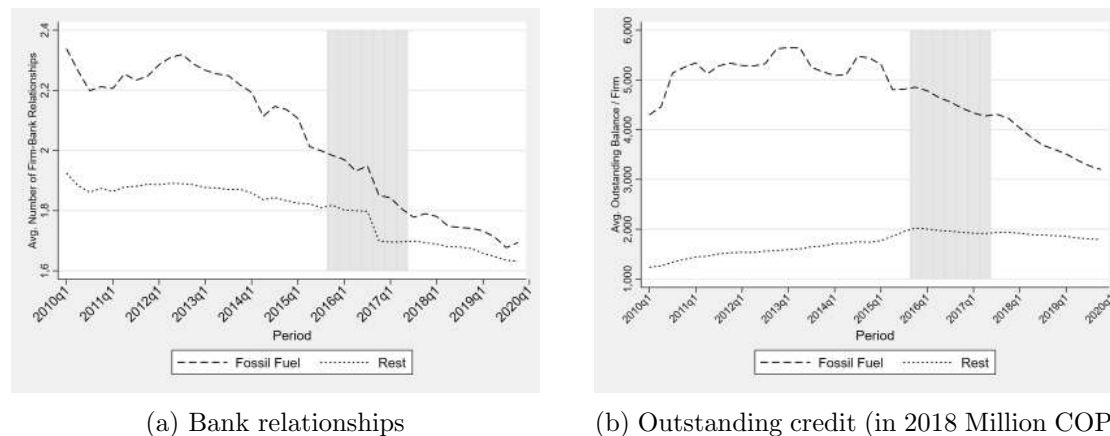 Avg. Number of Firm-Bank Relationships
2,4
2,2
2
1,8
1,6
2010q1 2011q1 2012q1 2013q1 2014q1 2015q1 2016q1 2017q1 2018q1 2019q1 2020q1
Period
Fossil Fuel Rest
(a) Bank relationships
Avg. Outstanding Balance / Firm
6,000
5,000
4,000
3,000
2,000
1,000
2010q1 2011q1 2012q1 2013q1 2014q1 2015q1 2016q1 2017q1 2018q1 2019q1 2020q
Period
Fossil Fuel Rest
(b) Outstanding credit (in 2018 Million COP